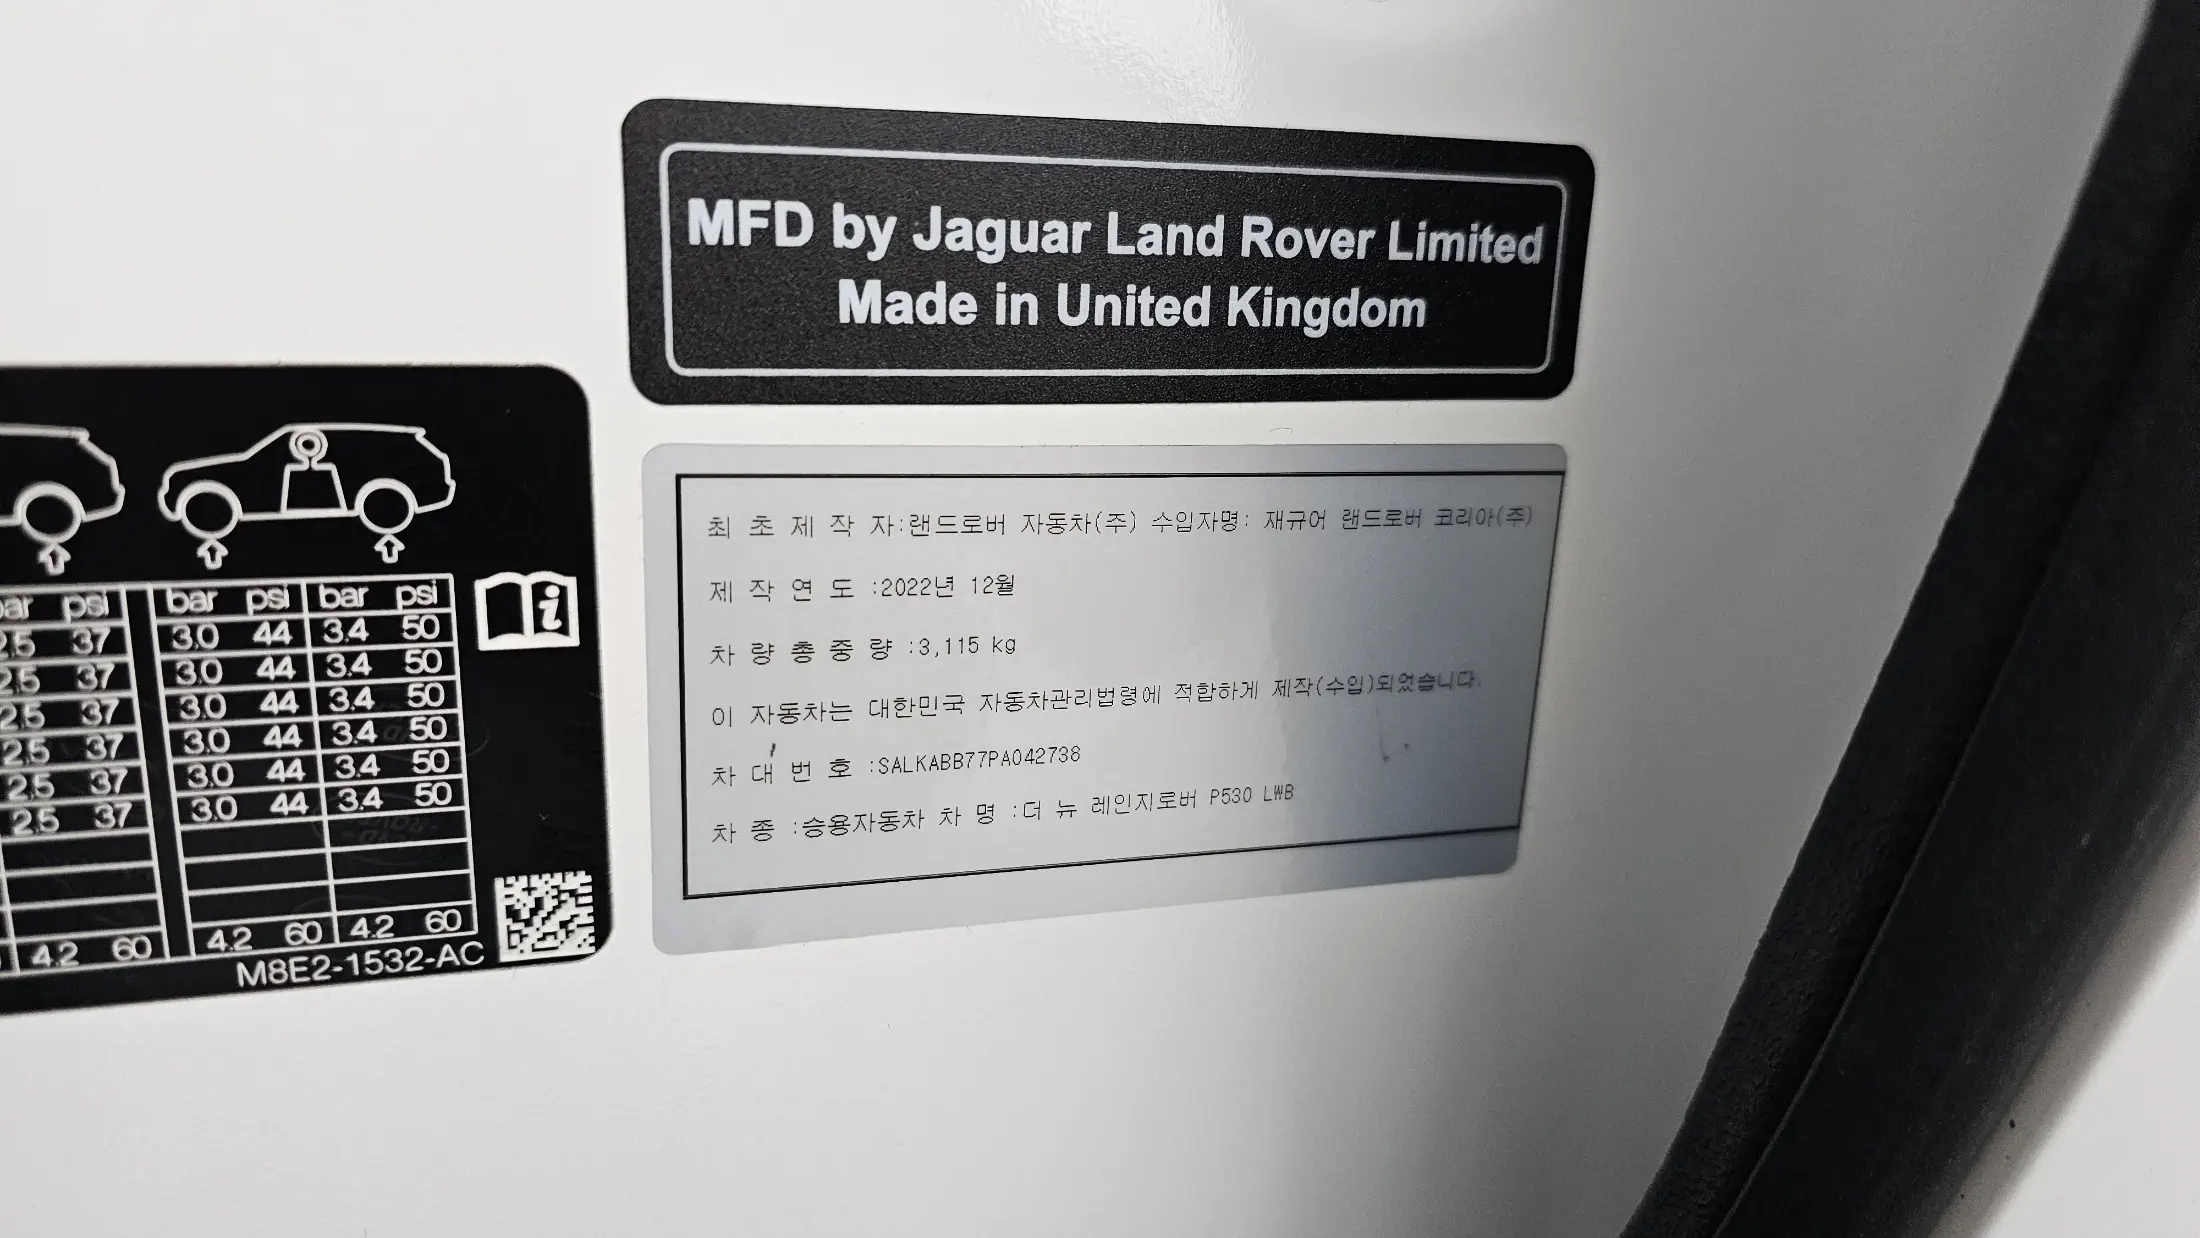 MFD by Jaguar Land Rover Limited
Made in United Kingdom
최 초 제 작 자:랜드로버 자동차(주) 수입자명: 재규어 랜드로버 코리아(주)
제 작 연 도 :2022년 12월
차 량 총 중 량 :3,115 kg
이 자동차는 대한민국 자동차관리법령에 적합하게 제작(수입)되었습니다.
차 대 번 호 :SALKABB77PA042738
차 종 :승용자동차 차 명 :더 뉴 레인지로버 P530 LWB
psi bar psi bar psi
2.5 37 3.0 44 3.4 50
2.5 37 3.0 44 3.4 50
2.5 37 3.0 44 3.4 50
2.5 37 3.0 44 3.4 50
2.5 37 3.0 44 3.4 50
2.5 37 3.0 44 3.4 50
4.2 60 4.2 60 4.2 60
M8E2-1532-AC